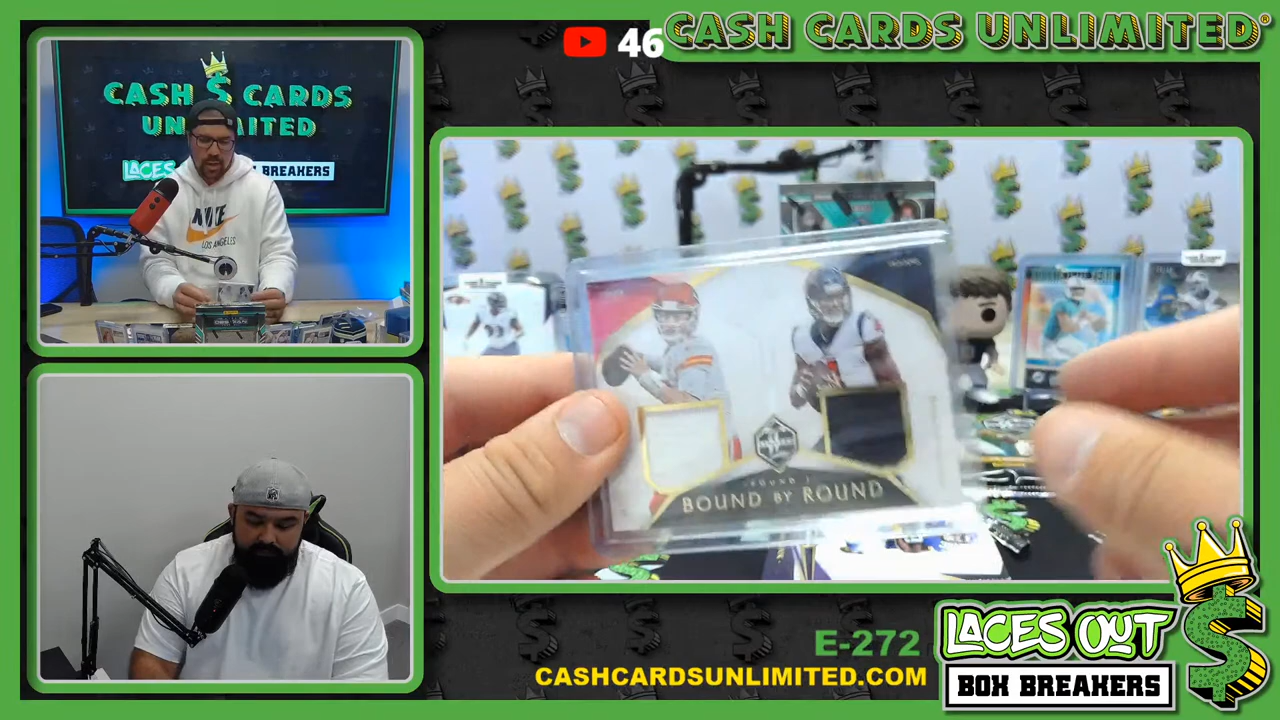 46
CASH CARDS UNLIMITED®
CASH $ CARDS
UNLIMITED
LACES
BREAKERS
NIKE
LOS ANGELES
ROUND 1
BOUND BY ROUND
E-272
CASHCARDSUNLIMITED.COM
LACES OUT
BOX BREAKERS